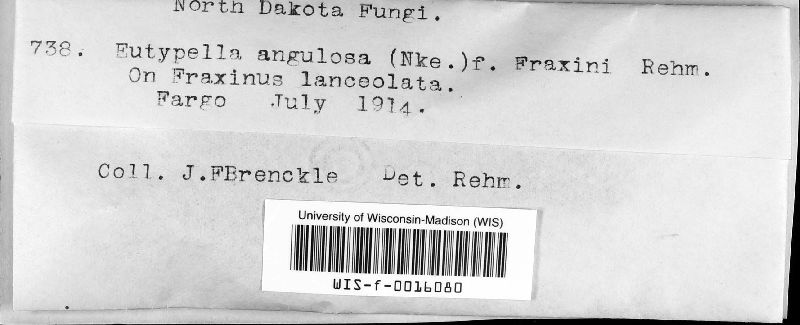 North Dakota Fungi.
738. Eutypella angulosa (Nke.)f. Fraxini Rehm.
On Fraxinus lanceolata.
Fargo July 1914.
Coll. J.FBrenckle Det. Rehm.
University of Wisconsin-Madison (WIS)
WIS-f-0016080